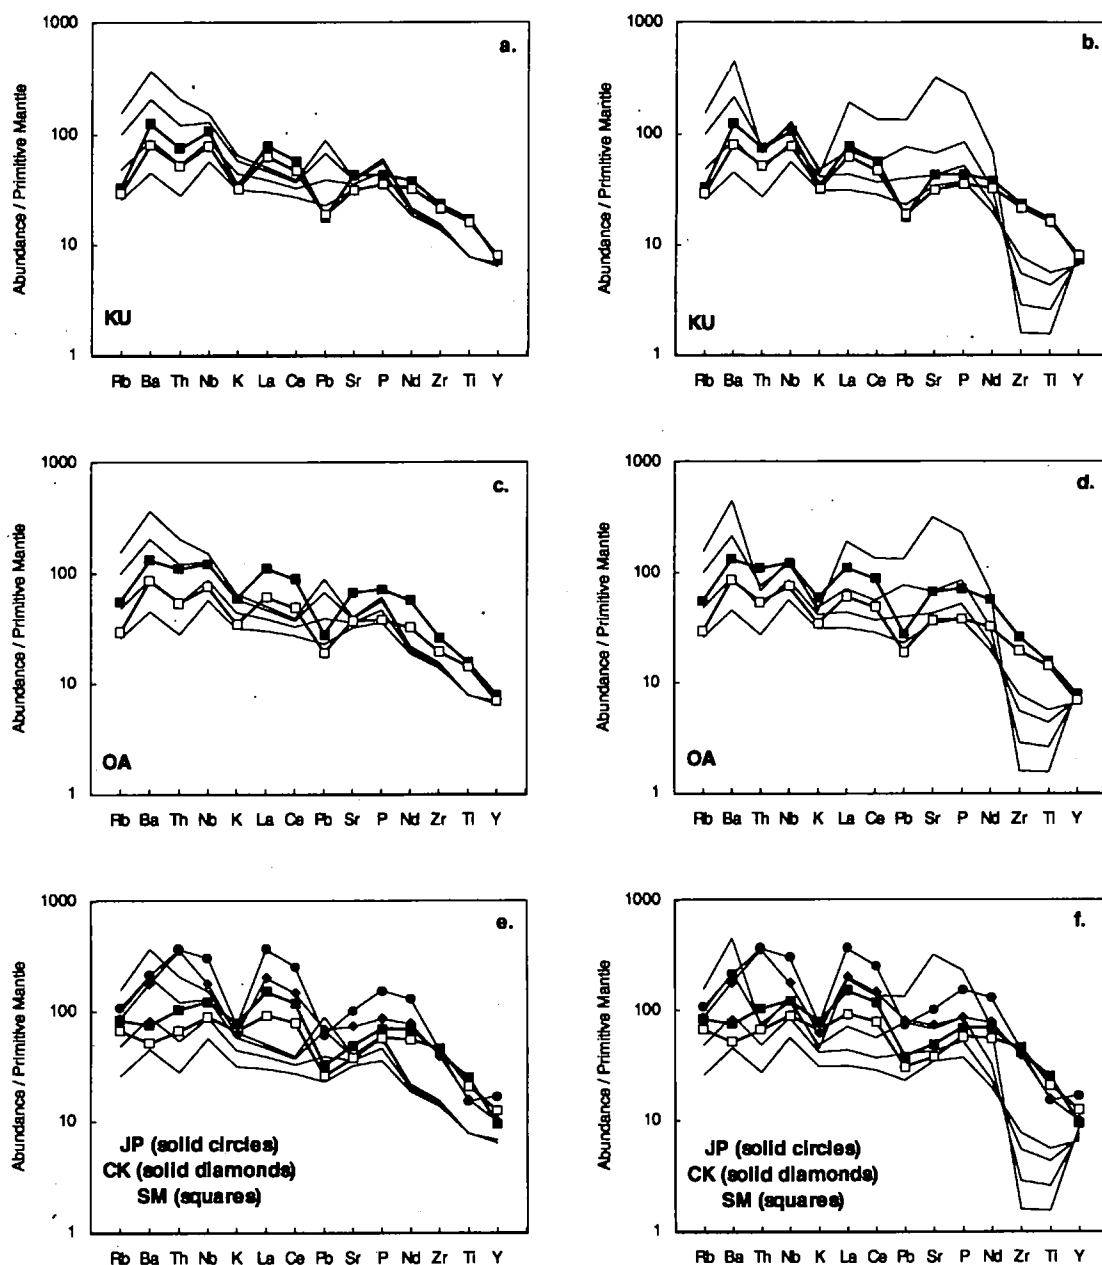 1000
100
10
1
Abundance / Primitive Mantle
a.
KU
Rb Ba Th Nb K La Ce Pb Sr P Nd Zr Ti Y
1000
100
10
1
Abundance / Primitive Mantle
b.
KU
Rb Ba Th Nb K La Ce Pb Sr P Nd Zr Ti Y
1000
100
10
1
Abundance / Primitive Mantle
c.
OA
Rb Ba Th Nb K La Ce Pb Sr P Nd Zr Ti Y
1000
100
10
1
Abundance / Primitive Mantle
d.
OA
Rb Ba Th Nb K La Ce Pb Sr P Nd Zr Ti Y
1000
100
10
1
Abundance / Primitive Mantle
e.
JP (solid circles)
CK (solid diamonds)
SM (squares)
Rb Ba Th Nb K La Ce Pb Sr P Nd Zr Ti Y
1000
100
10
1
Abundance / Primitive Mantle
f.
JP (solid circles)
CK (solid diamonds)
SM (squares)
Rb Ba Th Nb K La Ce Pb Sr P Nd Zr Ti Y